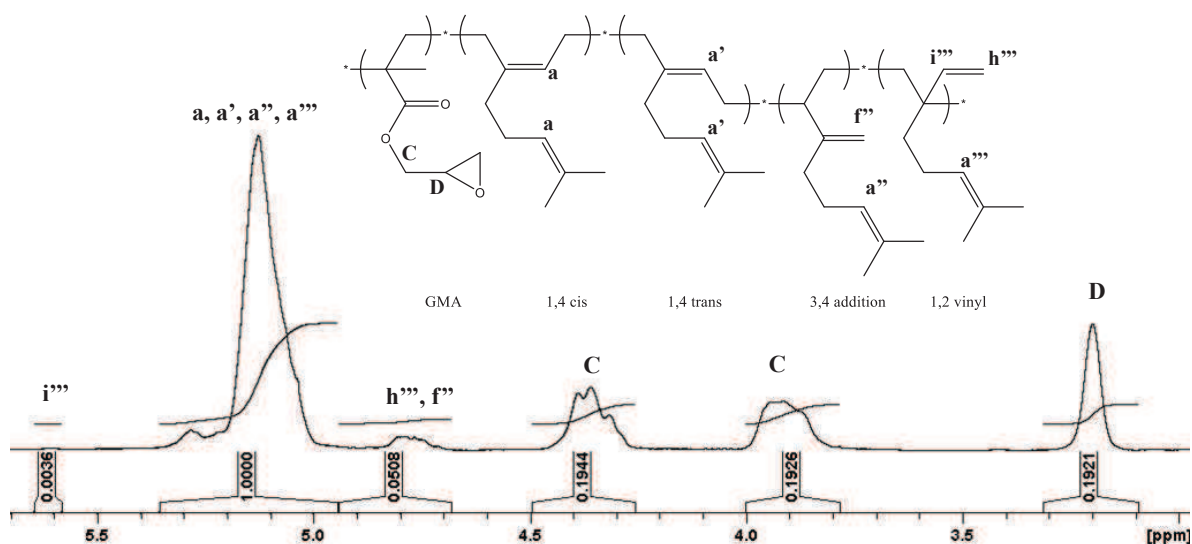 i''' h'''
a'
a
a, a', a'', a''' O f''
a a'
O
C a'''
D a''
O
GMA 1,4 cis 1,4 trans 3,4 addition 1,2 vinyl
D
C C
i''' h''', f''
0.0036 1.0000 0.0508 0.1944 0.1926 0.1921
5.5 5.0 4.5 4.0 3.5 [ppm]